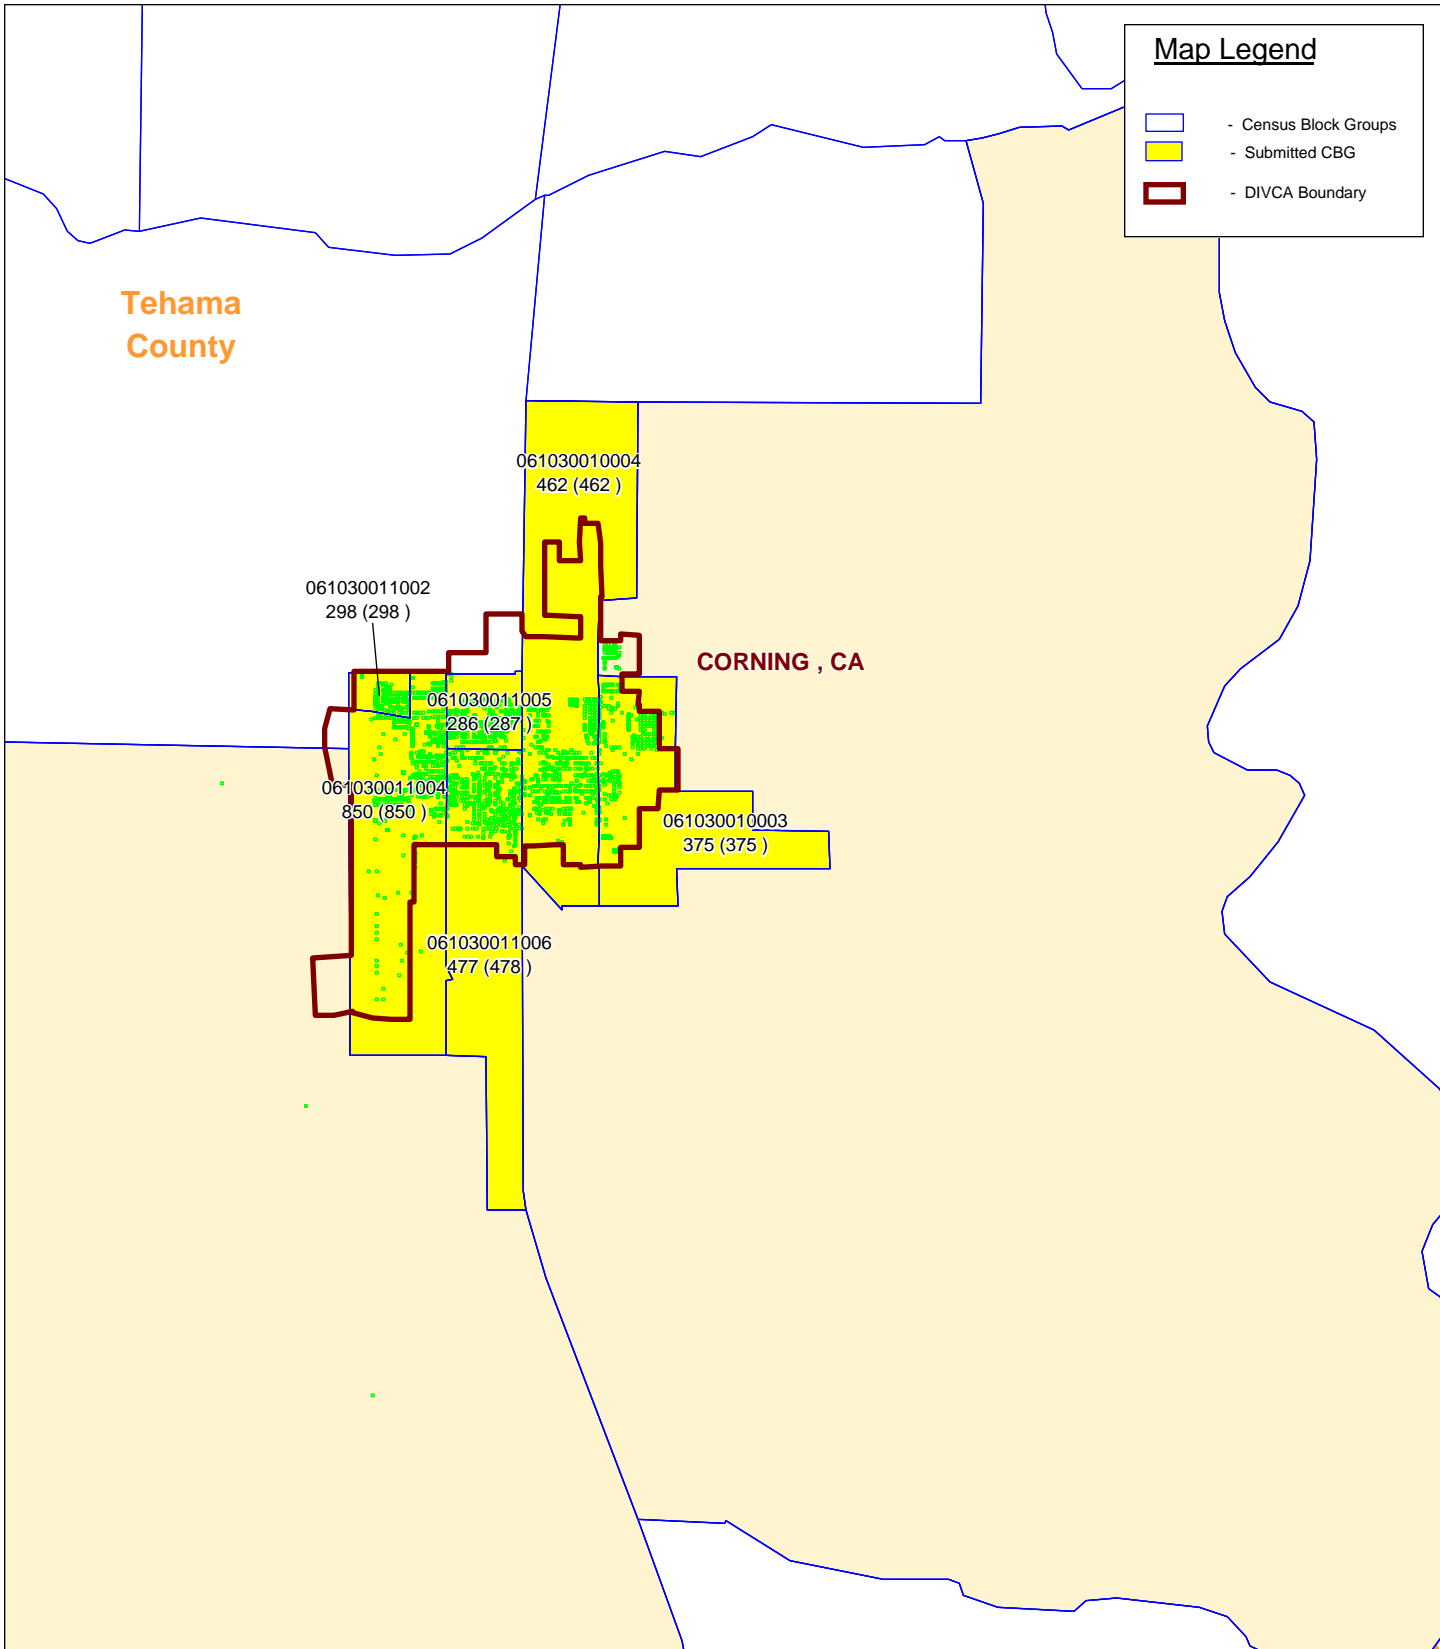 Map Legend
- Census Block Groups
- Submitted CBG
- DIVCA Boundary
Tehama
County
061030010004
462 (462 )
061030011002
298 (298 )
CORNING , CA
061030011005
286 (287 )
061030011004
850 (850 )
061030010003
375 (375 )
061030011006
477 (478 )